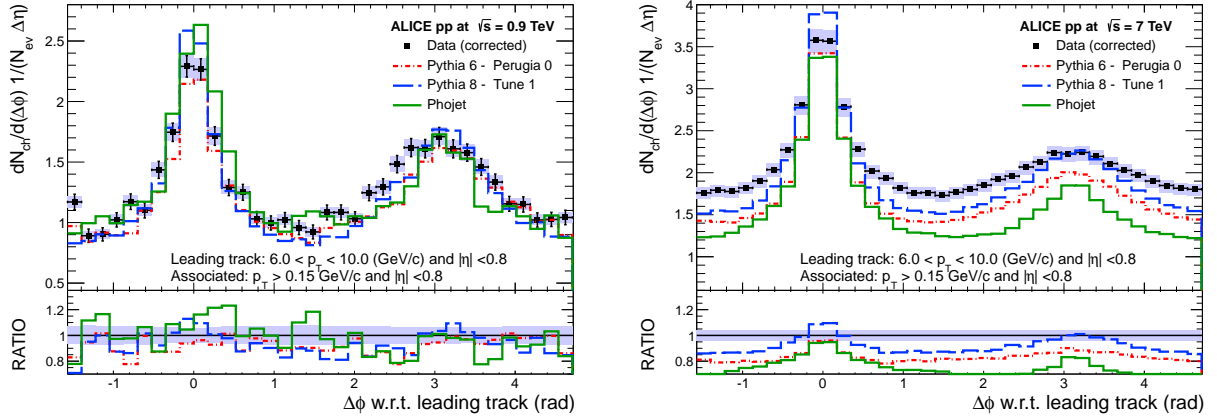 ALICE pp at √s = 0.9 TeV
Data (corrected)
Pythia 6 - Perugia 0
Pythia 8 - Tune 1
Phojet
dN_ch/d(Δϕ) 1/(N_ev Δη)
2.5
2
1.5
1
0.5
Leading track: 6.0 < p_T < 10.0 (GeV/c) and |η| <0.8
Associated: p_T > 0.15 GeV/c and |η| <0.8
RATIO
1.2
1
0.8
-1 0 1 2 3 4
Δϕ w.r.t. leading track (rad)
ALICE pp at √s = 7 TeV
Data (corrected)
Pythia 6 - Perugia 0
Pythia 8 - Tune 1
Phojet
dN_ch/d(Δϕ) 1/(N_ev Δη)
4
3.5
3
2.5
2
1.5
1
Leading track: 6.0 < p_T < 10.0 (GeV/c) and |η| <0.8
Associated: p_T > 0.15 GeV/c and |η| <0.8
RATIO
1.2
1
0.8
-1 0 1 2 3 4
Δϕ w.r.t. leading track (rad)